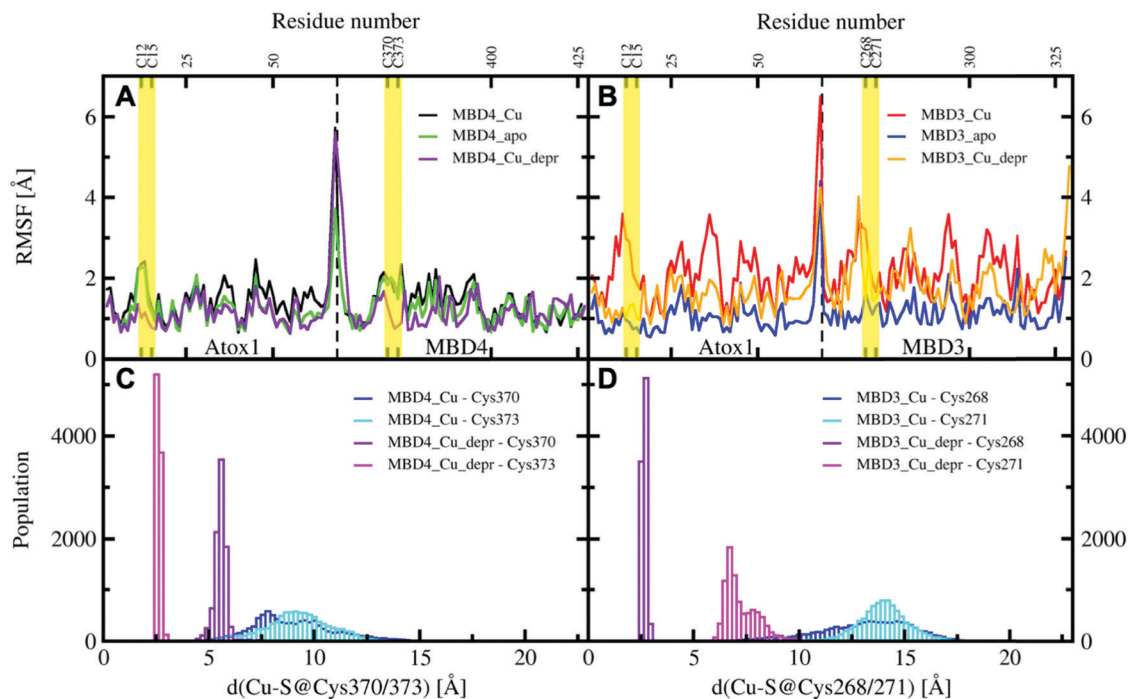 Residue number Residue number
C12 C15 25 50 C370 C373 400 425 C12 C15 25 50 C268 C271 300 325
A B
MBD4_Cu MBD3_Cu
MBD4_apo MBD3_apo
MBD4_Cu_depr MBD3_Cu_depr
RMSF [Å]
6 6
4 4
2 2
0 0
Atox1 MBD4 Atox1 MBD3
C D
MBD4_Cu - Cys370 MBD3_Cu - Cys268
MBD4_Cu - Cys373 MBD3_Cu - Cys271
MBD4_Cu_depr - Cys370 MBD3_Cu_depr - Cys268
MBD4_Cu_depr - Cys373 MBD3_Cu_depr - Cys271
Population
4000 4000
2000 2000
0 0
0 5 10 15 20 0 5 10 15 20
d(Cu-S@Cys370/373) [Å] d(Cu-S@Cys268/271) [Å]